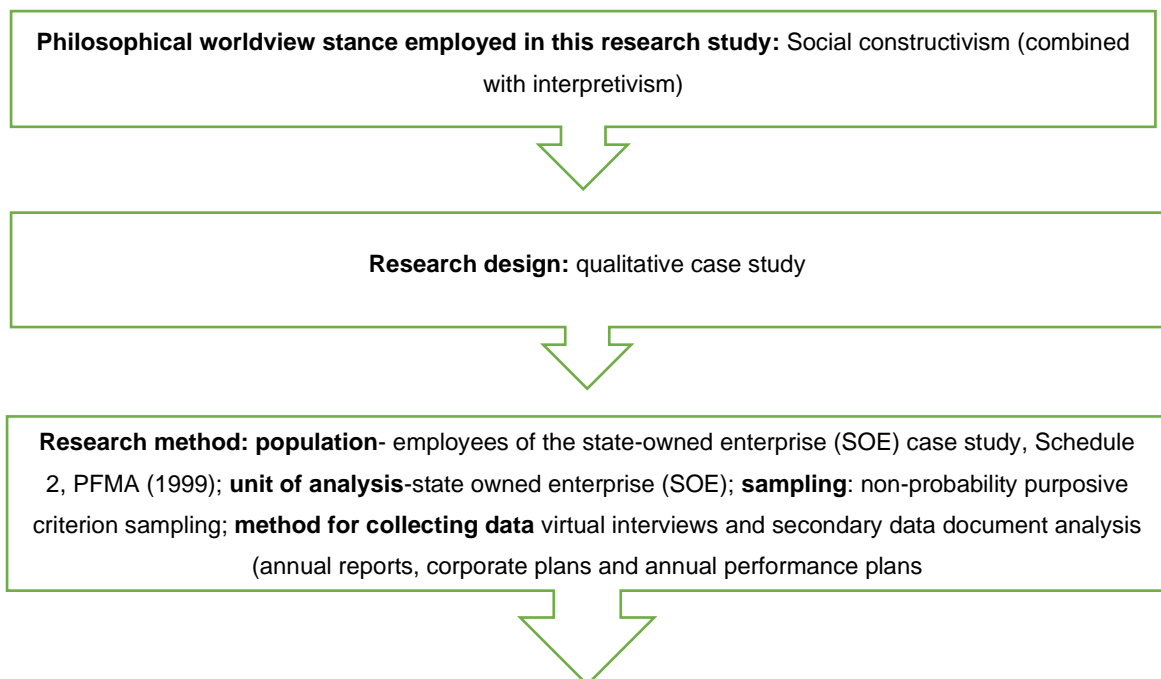 Philosophical worldview stance employed in this research study: Social constructivism (combined
with interpretivism)
Research design: qualitative case study
Research method: population- employees of the state-owned enterprise (SOE) case study, Schedule
2, PFMA (1999); unit of analysis-state owned enterprise (SOE); sampling: non-probability purposive
criterion sampling; method for collecting data virtual interviews and secondary data document analysis
(annual reports, corporate plans and annual performance plans